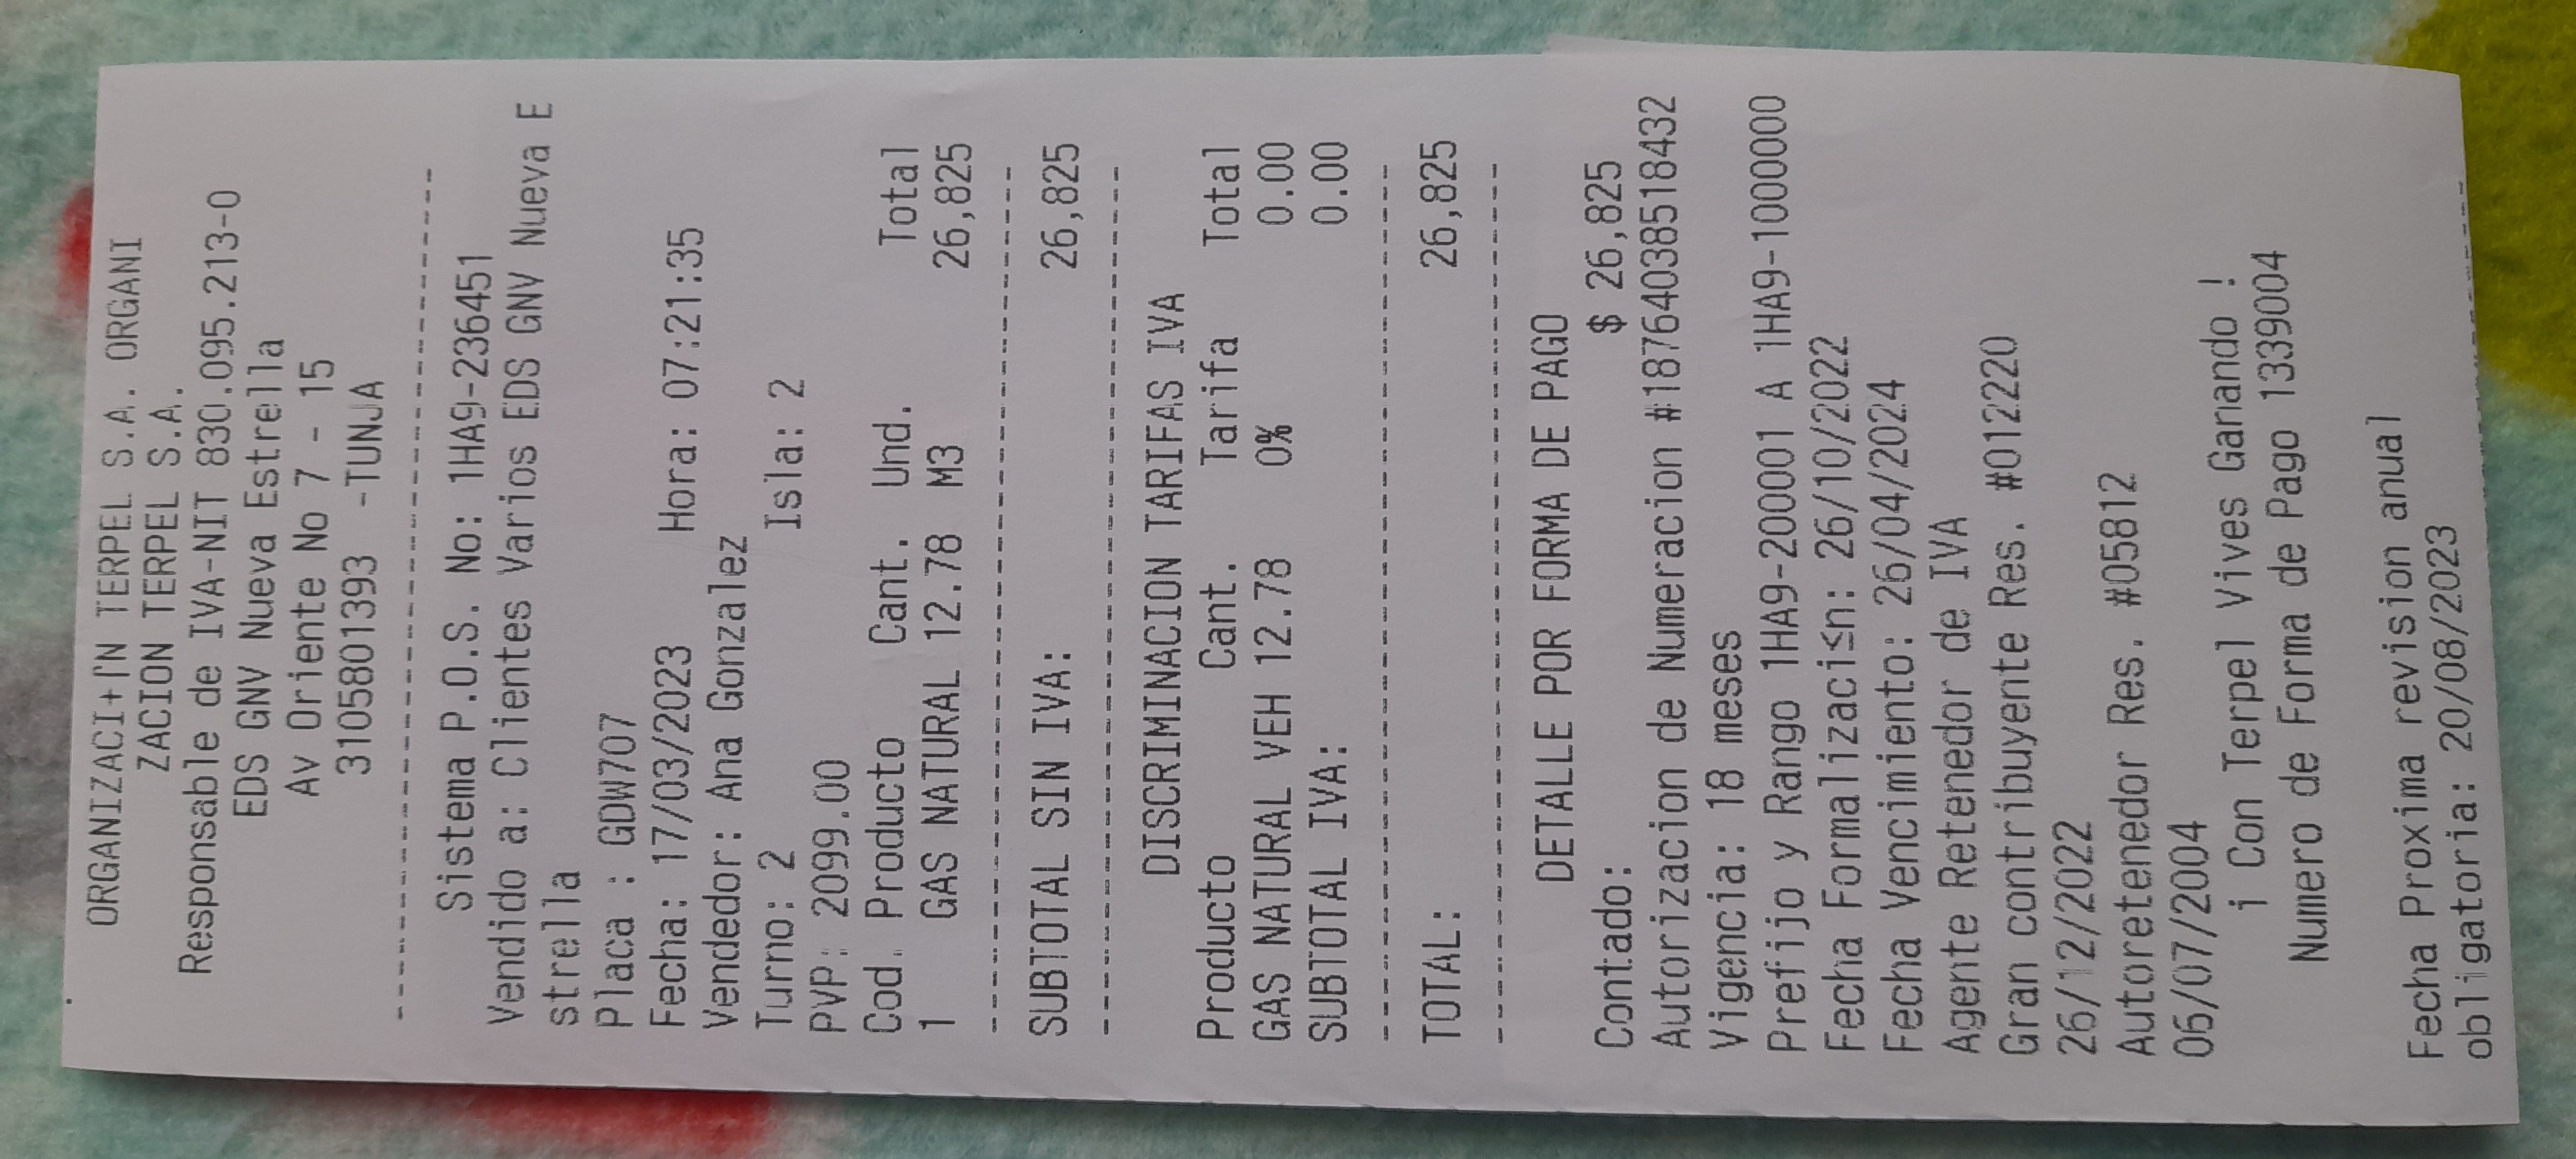 ORGANIZACI+ΓN TERPEL S.A. ORGANI
ZACION TERPEL S.A.
Responsable de IVA-NIT 830.095.213-0
EDS GNV Nueva Estrella
Av Oriente No 7 - 15
3105801393 -TUNJA
Sistema P.O.S. No: 1HA9-236451
Vendido a: Clientes Varios EDS GNV Nueva E
strella
Placa : GDW707
Fecha: 17/03/2023 Hora: 07:21:35
Vendedor: Ana Gonzalez
Turno: 2 Isla: 2
PVP: 2099.00
Cod. Producto Cant. Und. Total
1 GAS NATURAL 12.78 M3 26,825
SUBTOTAL SIN IVA: 26,825
DISCRIMINACION TARIFAS IVA
Producto Cant. Tarifa Total
GAS NATURAL VEH 12.78 0% 0.00
SUBTOTAL IVA: 0.00
TOTAL: 26,825
DETALLE POR FORMA DE PAGO
Contado: $ 26,825
Autorizacion de Numeracion #18764038518432
Vigencia: 18 meses
Prefijo y Rango 1HA9-200001 A 1HA9-1000000
Fecha Formalizaci≤n: 26/10/2022
Fecha Vencimiento: 26/04/2024
Agente Retenedor de IVA
Gran contribuyente Res. #012220
26/12/2022
Autoretenedor Res. #05812
06/07/2004
¡ Con Terpel Vives Ganando !
Numero de Forma de Pago 1339004
Fecha Proxima revision anual
obligatoria: 20/08/2023